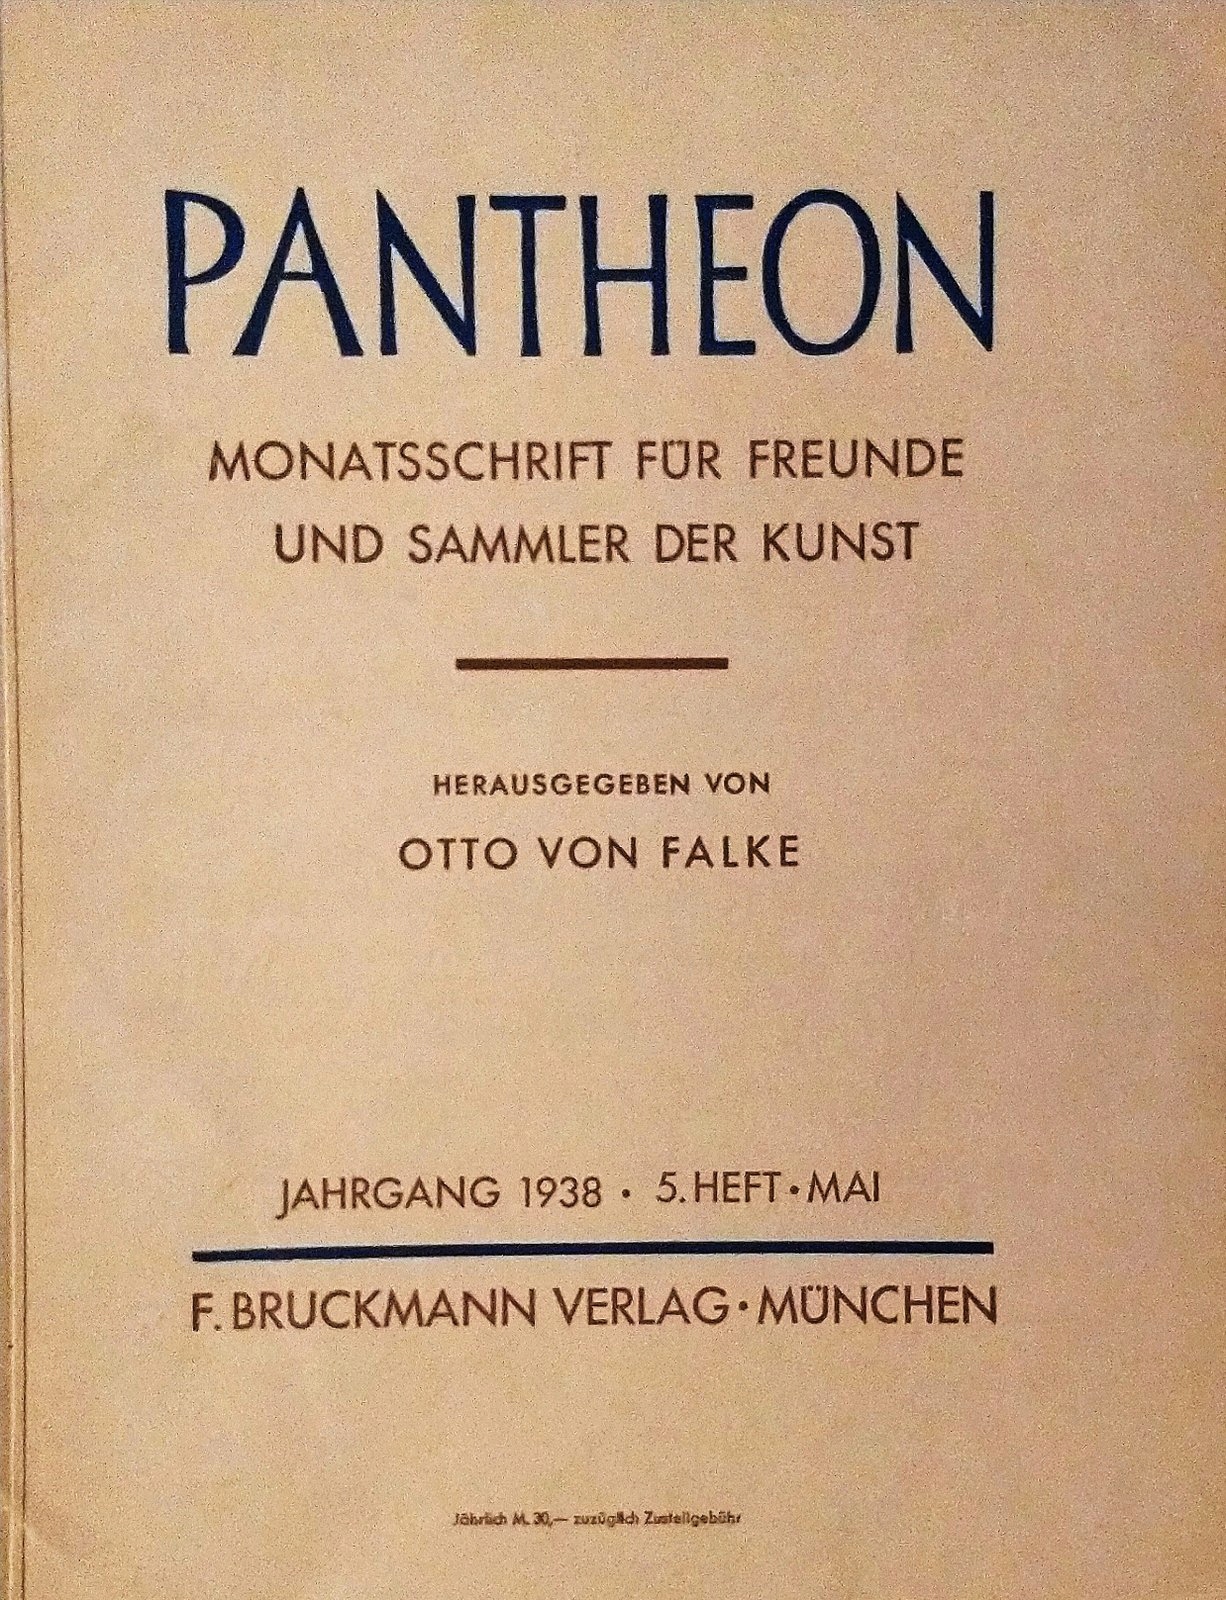 PANTHEON
MONATSSCHRIFT FÜR FREUNDE
UND SAMMLER DER KUNST
HERAUSGEGEBEN VON
OTTO VON FALKE
JAHRGANG 1938 · 5. HEFT · MAI
F. BRUCKMANN VERLAG · MÜNCHEN
Jährlich M. 30,— zuzüglich Zustellgebühr